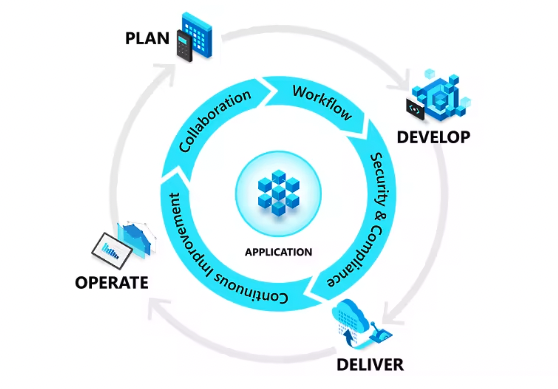 PLAN
DEVELOP
DELIVER
OPERATE
Collaboration
Workflow
Security & Compliance
Continuous Improvement
APPLICATION